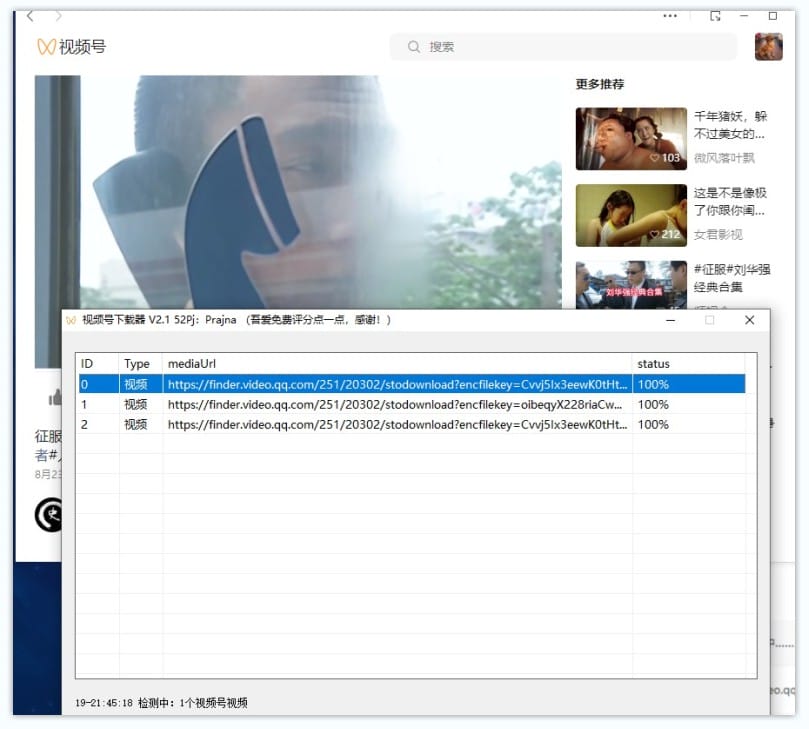 视频号
搜索
更多推荐
千年猪妖，躲
不过美女的...
微风落叶飘
103
这是不是像极
了你跟你闺...
女君影视
212
#征服#刘华强
经典合集
刘华强经典合集
视频号下载器 V2.1 52Pj：Prajna （吾爱免费评分点一点，感谢！）
ID Type mediaUrl status
0 视频 https://finder.video.qq.com/251/20302/stodownload?encfilekey=Cvvj5Ix3eewK0tHt... 100%
1 视频 https://finder.video.qq.com/251/20302/stodownload?encfilekey=oibeqyX228riaCw... 100%
2 视频 https://finder.video.qq.com/251/20302/stodownload?encfilekey=Cvvj5Ix3eewK0tHt... 100%
征服
者#
8月23
19-21:45:18 检测中：1个视频号视频
eo.qq